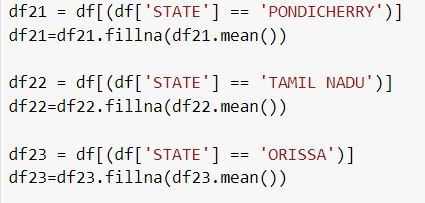 df21 = df[(df['STATE'] == 'PONDICHERRY')]
df21=df21.fillna(df21.mean())
df22 = df[(df['STATE'] == 'TAMIL NADU')]
df22=df22.fillna(df22.mean())
df23 = df[(df['STATE'] == 'ORISSA')]
df23=df23.fillna(df23.mean())